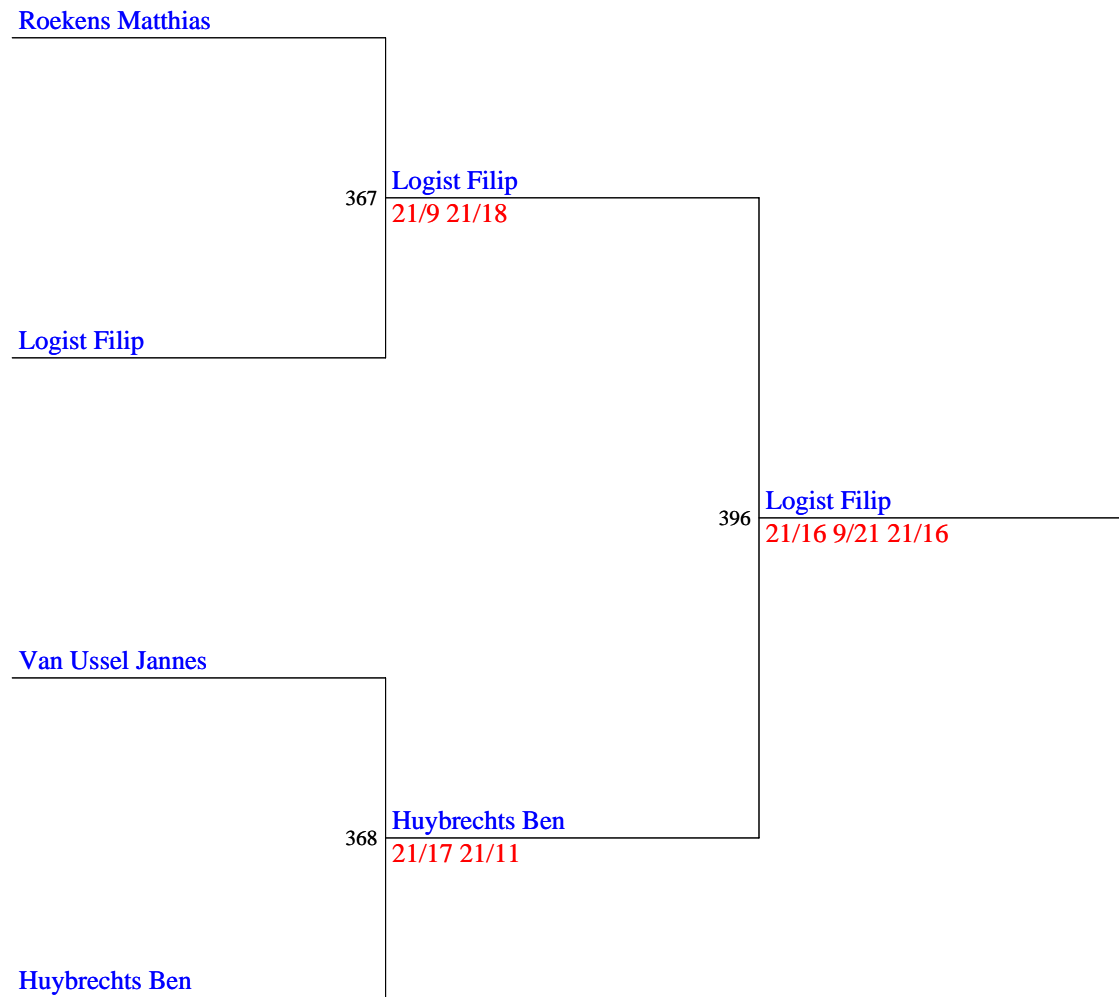 Roekens Matthias
Logist Filip
367
21/9 21/18
Logist Filip
Logist Filip
396
21/16 9/21 21/16
Van Ussel Jannes
Huybrechts Ben
368
21/17 21/11
Huybrechts Ben